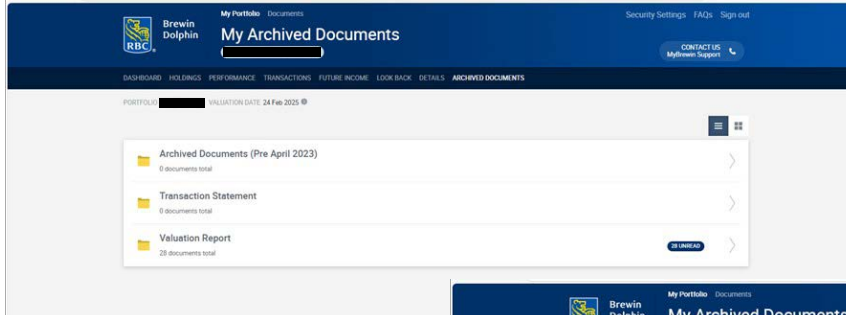 My Portfolio Documents
Security Settings FAQs Sign out
RBC
Brewin
Dolphin
My Archived Documents
CONTACT US
MyBrewin Support
DASHBOARD HOLDINGS PERFORMANCE TRANSACTIONS FUTURE INCOME LOOK BACK DETAILS ARCHIVED DOCUMENTS
PORTFOLIO VALUATION DATE 24 Feb 2025
Archived Documents (Pre April 2023)
0 documents total
Transaction Statement
0 documents total
Valuation Report
28 documents total
28 UNREAD
My Portfolio Documents
Brewin
Dolphin
My Archived Documents